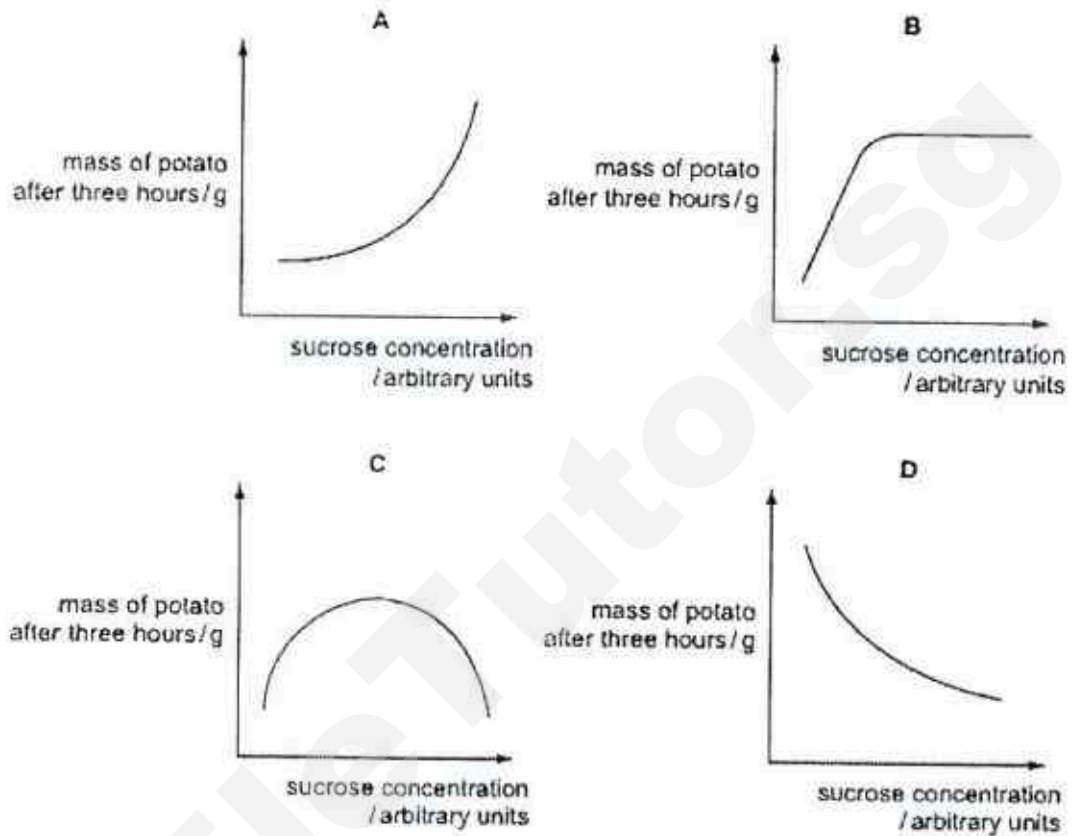 A
mass of potato
after three hours/g
sucrose concentration
/arbitrary units
B
mass of potato
after three hours/g
sucrose concentration
/arbitrary units
C
mass of potato
after three hours/g
sucrose concentration
/arbitrary units
D
mass of potato
after three hours/g
sucrose concentration
/arbitrary units
Tutor.sg